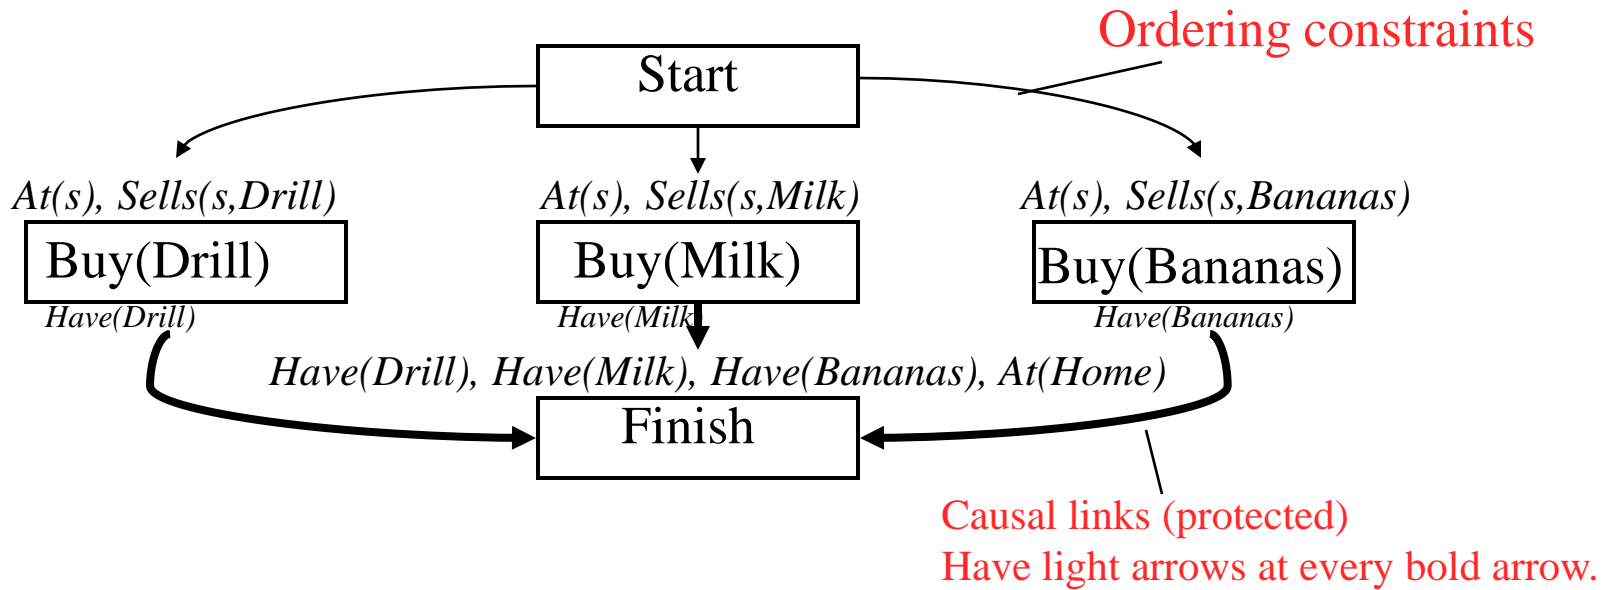 Ordering constraints
Start
At(s), Sells(s,Drill)
At(s), Sells(s,Milk)
At(s), Sells(s,Bananas)
Buy(Drill)
Buy(Milk)
Buy(Bananas)
Have(Drill)
Have(Milk)
Have(Bananas)
Have(Drill), Have(Milk), Have(Bananas), At(Home)
Finish
Causal links (protected)
Have light arrows at every bold arrow.